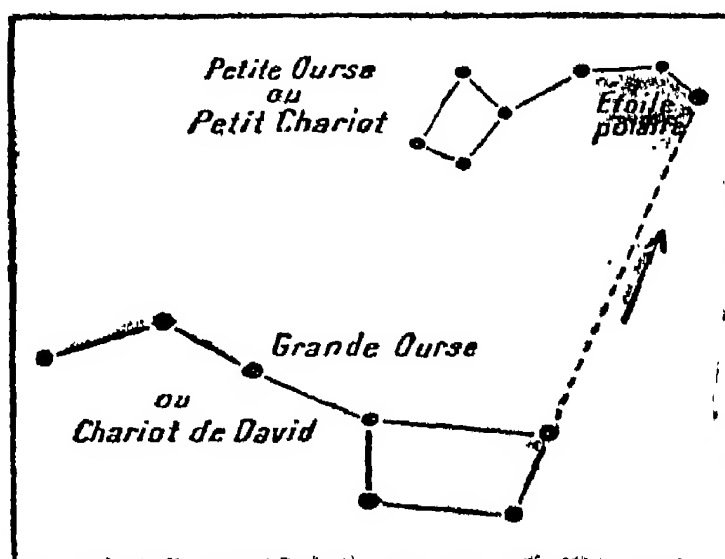 Petite Ourse
ou
Petit Chariot
Etoile
polaire
Grande Ourse
ou
Chariot de David